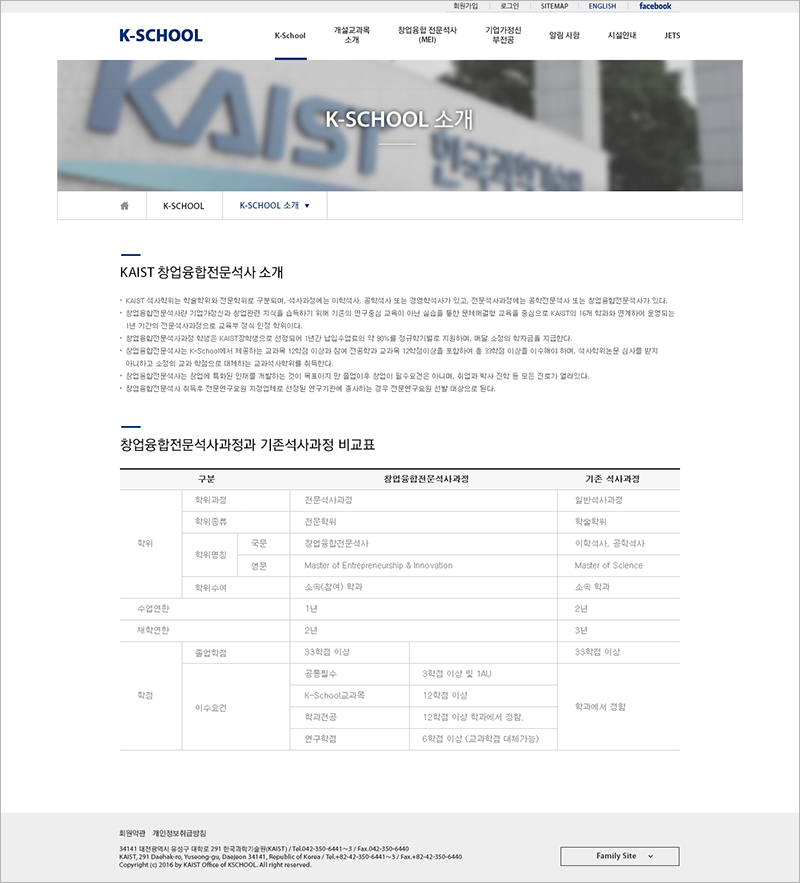 회원가입 로그인 SITEMAP ENGLISH facebook
K-SCHOOL
K-School 개설교과목 소개 창업융합 전문석사 (MEI) 기업가정신 부전공 알림 사항 시설안내 JETS
KAIST
한국과학기술원
K-SCHOOL 소개
K-SCHOOL K-SCHOOL 소개 ▼
KAIST 창업융합전문석사 소개
• KAIST 석사학위는 학술학위와 전문학위로 구분되며, 석사과정에는 이학석사, 공학석사 또는 경영학석사가 있고, 전문석사과정에는 공학전문석사 또는 창업융합전문석사가 있다.
• 창업융합전문석사란 기업가정신과 창업관련 지식을 습득하기 위해 기존의 연구중심 교육이 아닌 실습을 통한 문제해결형 교육을 중심으로 KAIST의 16개 학과와 연계하여 운영되는
1년 기간의 전문석사과정으로 교육부 정식 인정 학위이다.
• 창업융합전문석사과정 학생은 KAIST장학생으로 선정되어 1년간 납입수업료의 약 90%를 정규학기별로 지원하며, 매달 소정의 학자금을 지급한다.
• 창업융합전문석사는 K-School에서 제공하는 교과목 12학점 이상과 참여 전공학과 교과목 12학점이상을 포함하여 총 33학점 이상을 이수해야 하며, 석사학위논문 심사를 받지
아니하고 소정의 교과 학점으로 대체하는 교과석사학위를 취득한다.
• 창업융합전문석사는 창업에 특화된 인재를 개발하는 것이 목표이지 만 졸업이후 창업이 필수요건은 아니며, 취업과 박사 진학 등 모든 진로가 열려있다.
• 창업융합전문석사 취득후 전문연구요원 지정업체로 선정된 연구기관에 종사하는 경우 전문연구요원 선발 대상으로 된다.
창업융합전문석사과정과 기존석사과정 비교표
구분 창업융합전문석사과정 기존 석사과정
학위 학위과정 전문석사과정 일반석사과정
학위종류 전문학위 학술학위
학위명칭 국문 창업융합전문석사 이학석사, 공학석사
영문 Master of Entrepreneurship & Innovation Master of Science
학위수여 소속(참여) 학과 소속 학과
수업연한 1년 2년
재학연한 2년 3년
학점 졸업학점 33학점 이상 33학점 이상
이수요건 공통필수 3학점 이상 및 1AU 학과에서 정함
K-School교과목 12학점 이상
학과전공 12학점 이상 학과에서 정함.
연구학점 6학점 이상 (교과학점 대체가능)
회원약관 개인정보취급방침
34141 대전광역시 유성구 대학로 291 한국과학기술원(KAIST) / Tel.042-350-6441~3 / Fax.042-350-6440
KAIST, 291 Daehak-ro, Yuseong-gu, Daejeon 34141, Republic of Korea / Tel.+82-42-350-6441~3 / Fax.+82-42-350-6440
Copyright (c) 2016 by KAIST Office of KSCHOOL. All right reserved.
Family Site